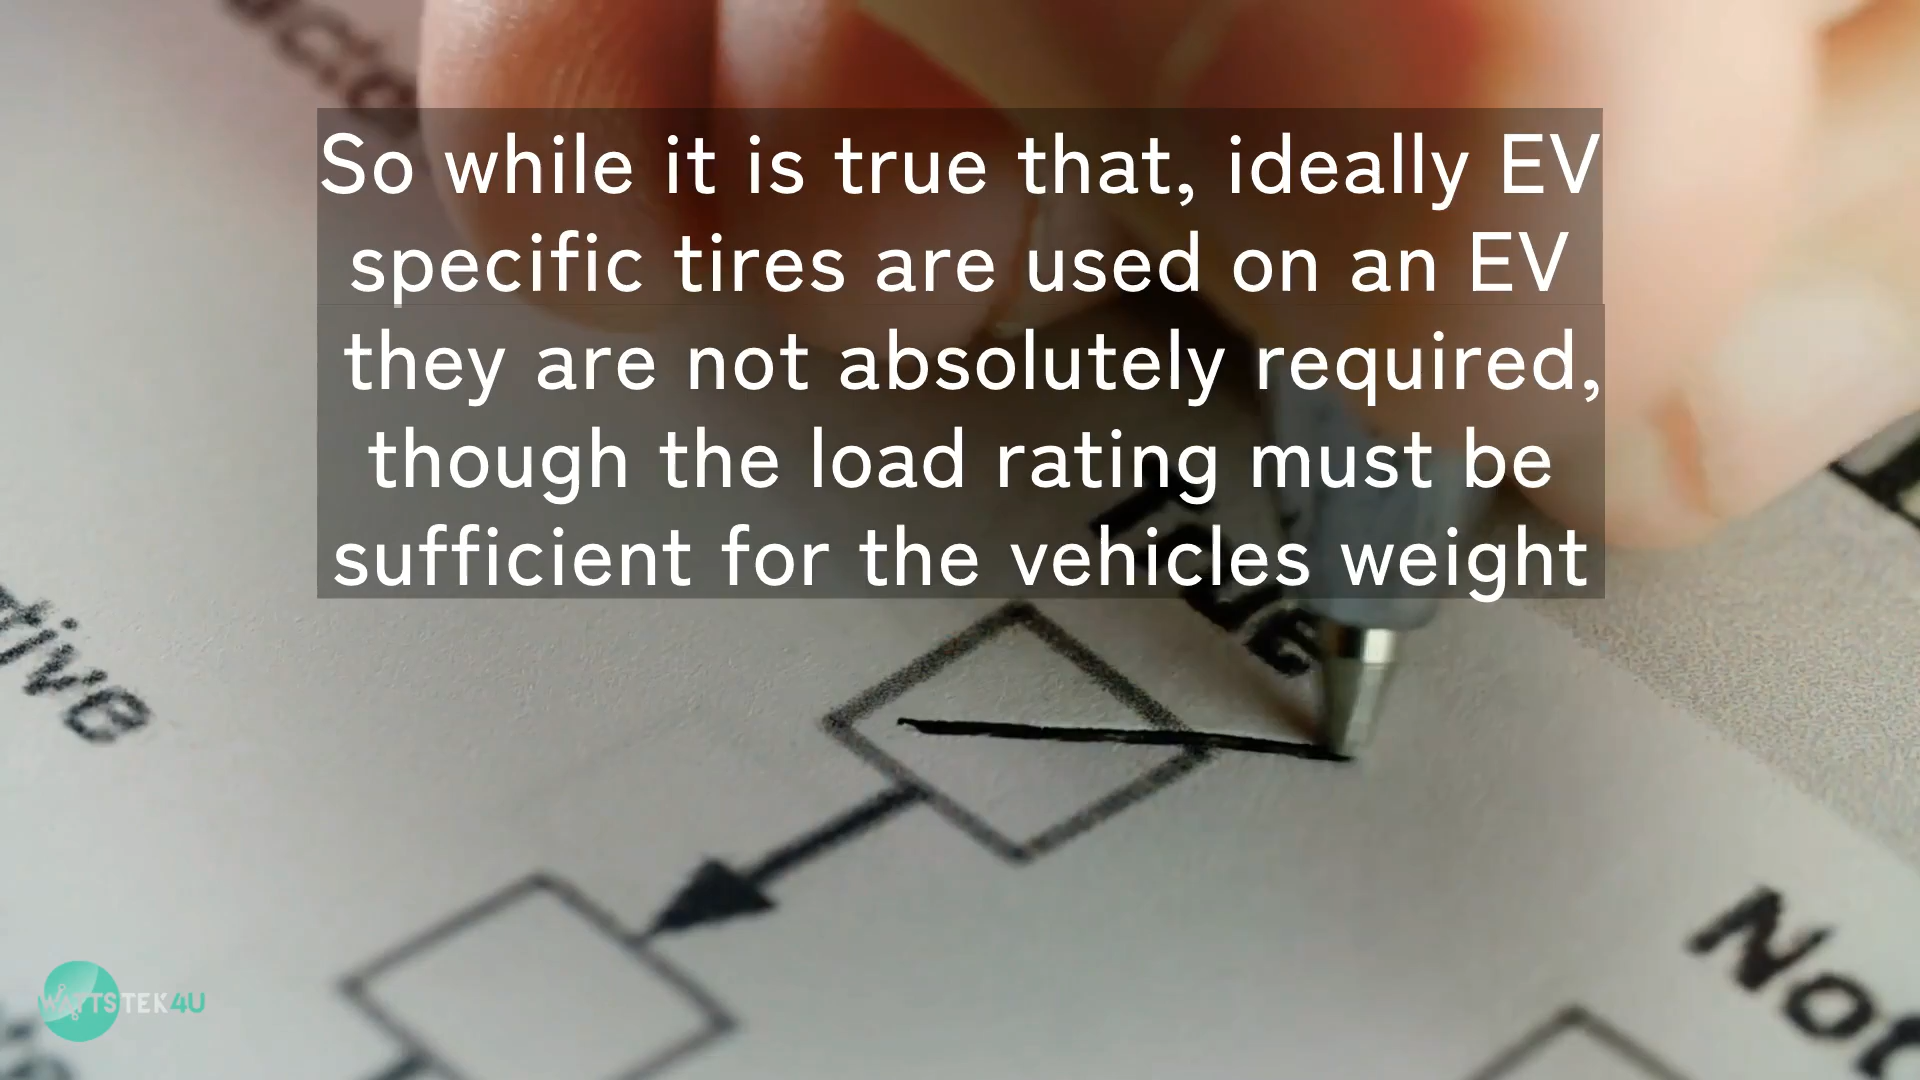 So while it is true that, ideally EV
specific tires are used on an EV
they are not absolutely required,
though the load rating must be
sufficient for the vehicles weight
WATTSTEK4U